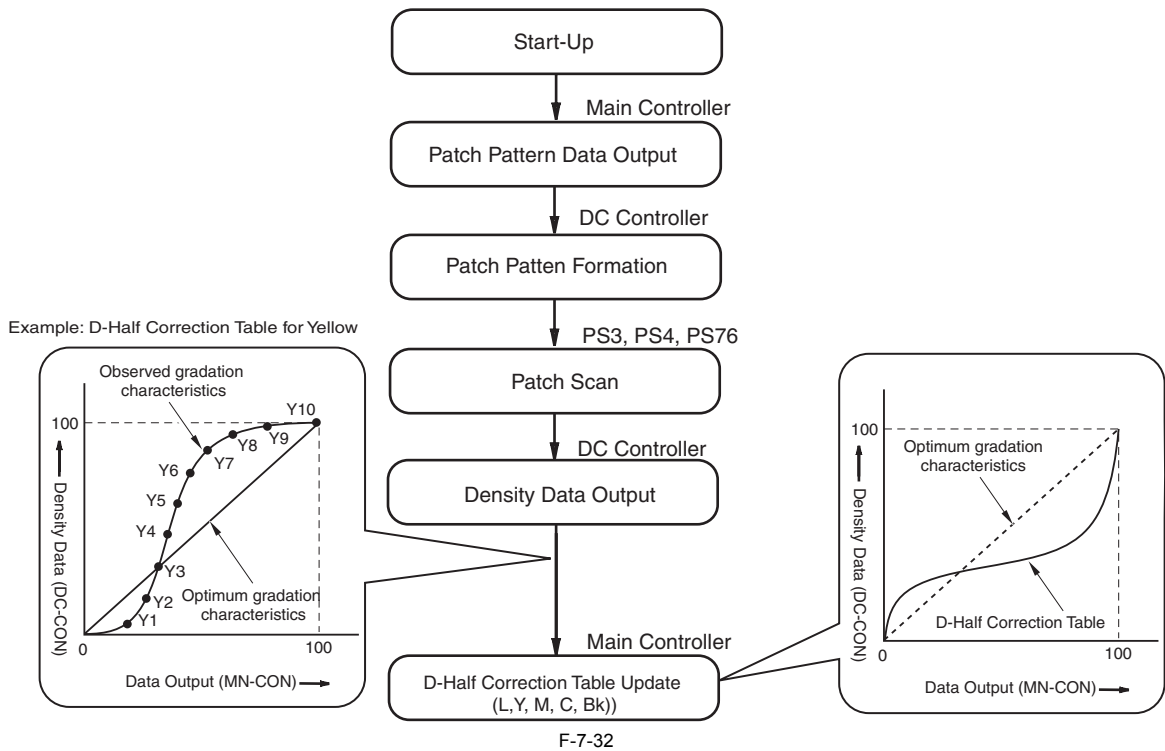 Start-Up
Main Controller
Patch Pattern Data Output
DC Controller
Patch Patten Formation
PS3, PS4, PS76
Patch Scan
DC Controller
Density Data Output
Main Controller
D-Half Correction Table Update
(L,Y, M, C, Bk))
Example: D-Half Correction Table for Yellow
Observed gradation
characteristics
100
Y10
Y9
Y8
Y7
Y6
Y5
Y4
Y3
Y2
Y1
Optimum gradation
characteristics
Density Data (DC-CON)
0
100
Data Output (MN-CON)
100
Optimum gradation
characteristics
D-Half Correction Table
Density Data (DC-CON)
0
100
Data Output (MN-CON)
F-7-32